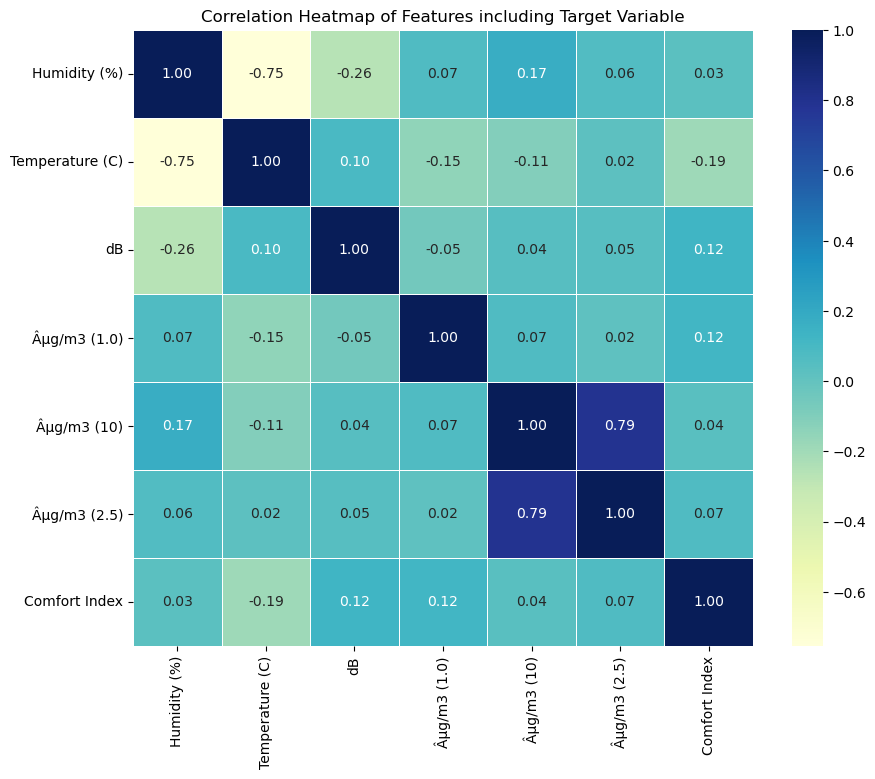 Correlation Heatmap of Features including Target Variable
Humidity (%) 1.00 -0.75 -0.26 0.07 0.17 0.06 0.03
Temperature (C) -0.75 1.00 0.10 -0.15 -0.11 0.02 -0.19
dB -0.26 0.10 1.00 -0.05 0.04 0.05 0.12
Âµg/m3 (1.0) 0.07 -0.15 -0.05 1.00 0.07 0.02 0.12
Âµg/m3 (10) 0.17 -0.11 0.04 0.07 1.00 0.79 0.04
Âµg/m3 (2.5) 0.06 0.02 0.05 0.02 0.79 1.00 0.07
Comfort Index 0.03 -0.19 0.12 0.12 0.04 0.07 1.00
Humidity (%)
Temperature (C)
dB
Âµg/m3 (1.0)
Âµg/m3 (10)
Âµg/m3 (2.5)
Comfort Index
1.0
0.8
0.6
0.4
0.2
0.0
−0.2
−0.4
−0.6